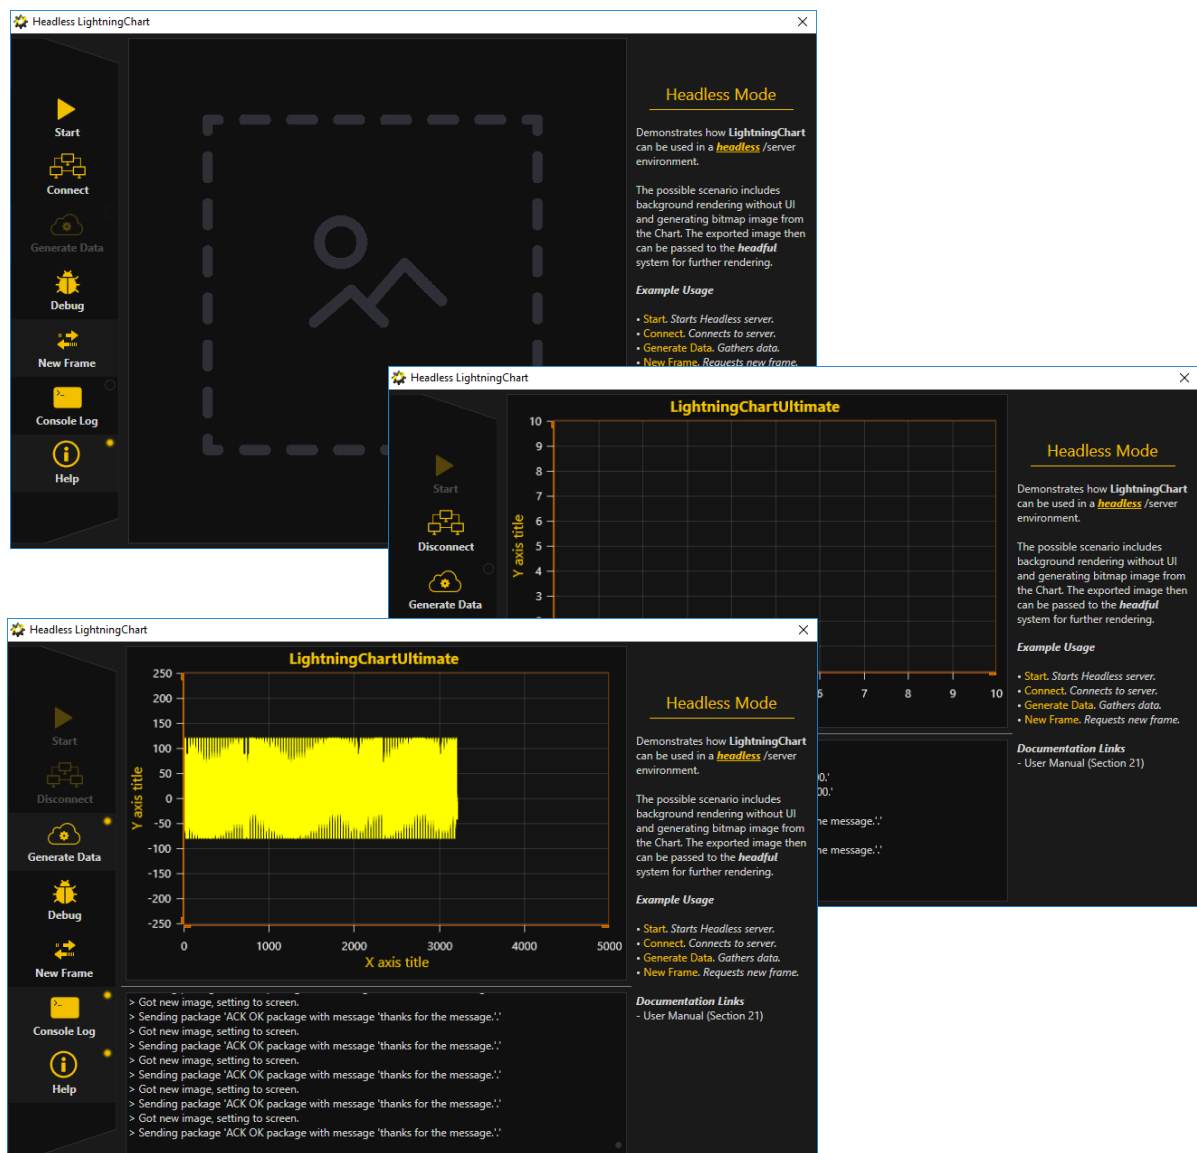 Headless LightningChart
Start
Connect
Generate Data
Debug
New Frame
Console Log
Help
Headless Mode
Demonstrates how LightningChart
can be used in a headless /server
environment.
The possible scenario includes
background rendering without UI
and generating bitmap image from
the Chart. The exported image then
can be passed to the headful
system for further rendering.
Example Usage
• Start. Starts Headless server.
• Connect. Connects to server.
• Generate Data. Gathers data.
• New Frame. Requests new frame.
Headless LightningChart
Start
Disconnect
Generate Data
LightningChartUltimate
10
9
8
7
6
5
4
3
Y axis title
6 7 8 9 10
00.'
00.'
he message.'.'
he message.'.'
Headless Mode
Demonstrates how LightningChart
can be used in a headless /server
environment.
The possible scenario includes
background rendering without UI
and generating bitmap image from
the Chart. The exported image then
can be passed to the headful
system for further rendering.
Example Usage
• Start. Starts Headless server.
• Connect. Connects to server.
• Generate Data. Gathers data.
• New Frame. Requests new frame.
Documentation Links
- User Manual (Section 21)
Headless LightningChart
Start
Disconnect
Generate Data
Debug
New Frame
Console Log
Help
LightningChartUltimate
250
200
150
100
50
0
-50
-100
-150
-200
-250
Y axis title
0 1000 2000 3000 4000 5000
X axis title
> Got new image, setting to screen.
> Sending package 'ACK OK package with message 'thanks for the message.'.'
> Got new image, setting to screen.
> Sending package 'ACK OK package with message 'thanks for the message.'.'
> Got new image, setting to screen.
> Sending package 'ACK OK package with message 'thanks for the message.'.'
> Got new image, setting to screen.
> Sending package 'ACK OK package with message 'thanks for the message.'.'
> Got new image, setting to screen.
> Sending package 'ACK OK package with message 'thanks for the message.'.'
Headless Mode
Demonstrates how LightningChart
can be used in a headless /server
environment.
The possible scenario includes
background rendering without UI
and generating bitmap image from
the Chart. The exported image then
can be passed to the headful
system for further rendering.
Example Usage
• Start. Starts Headless server.
• Connect. Connects to server.
• Generate Data. Gathers data.
• New Frame. Requests new frame.
Documentation Links
- User Manual (Section 21)